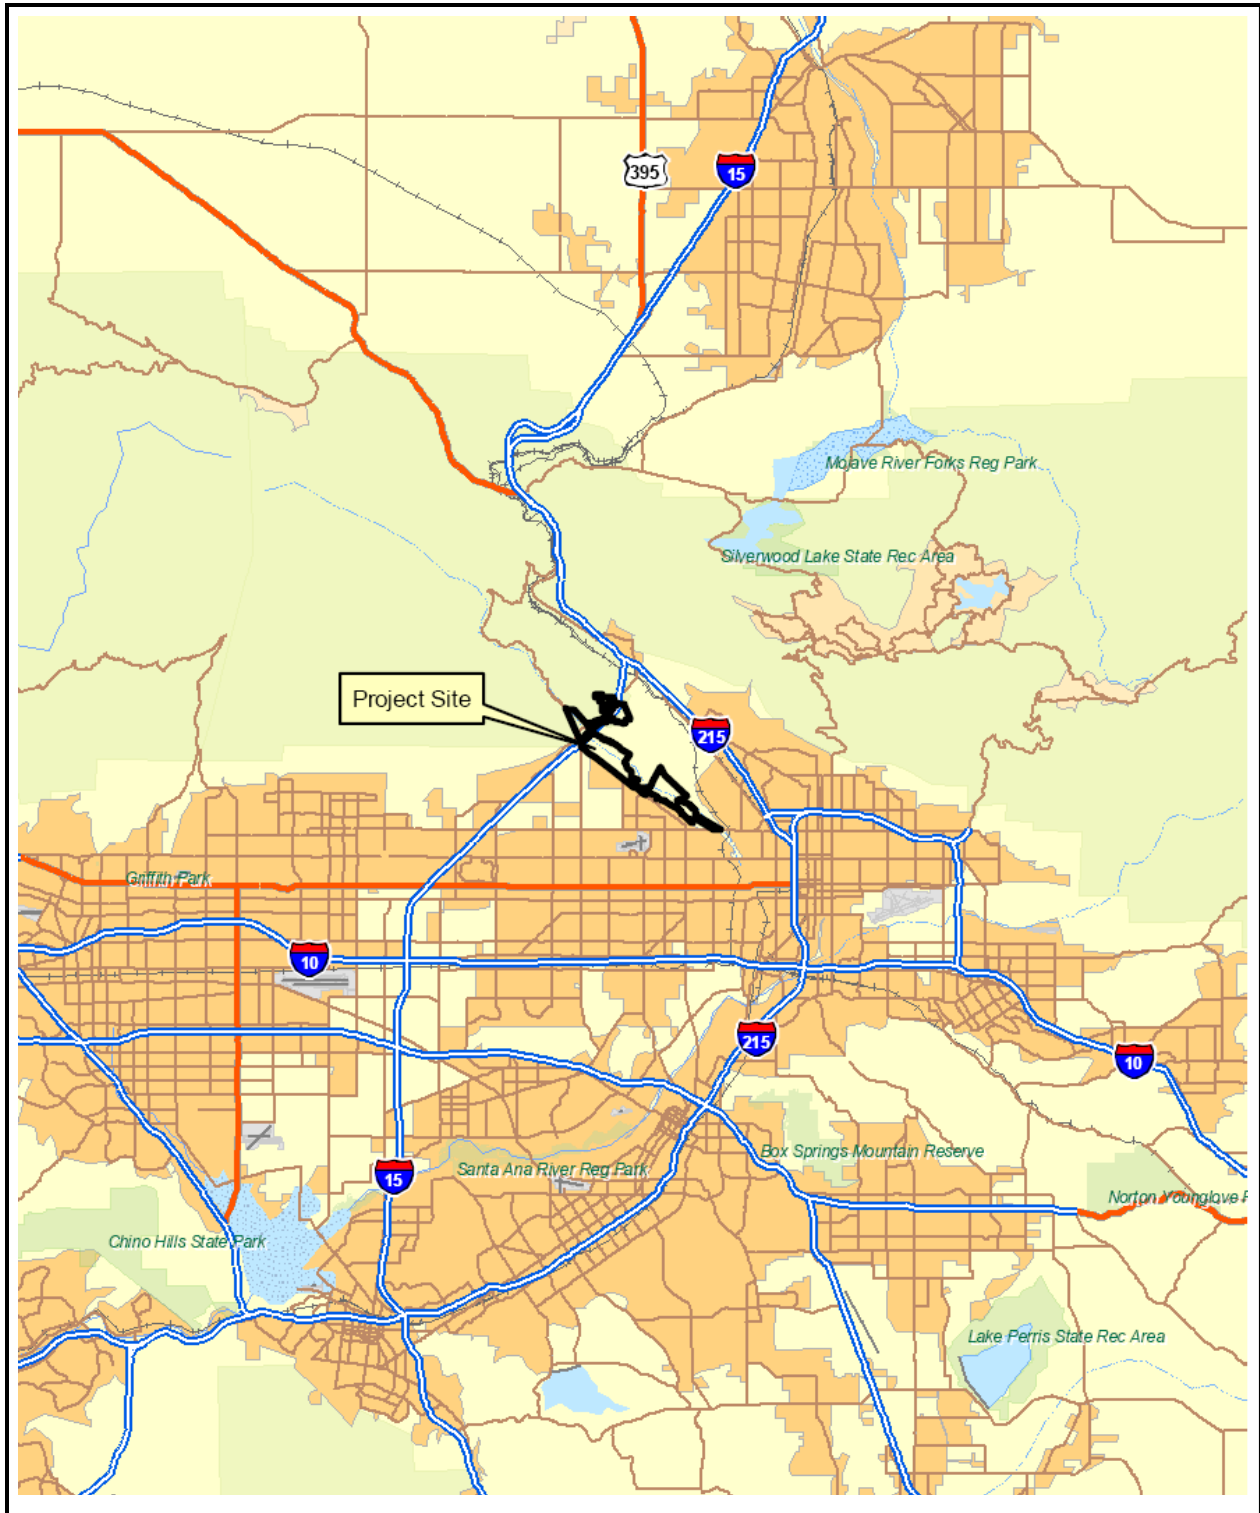 395
15
Mojave River Forks Reg Park
Silverwood Lake State Rec Area
Project Site
215
Griffith Park
10
215
10
Box Springs Mountain Reserve
Santa Ana River Reg Park
15
Norton Younglove P
Chino Hills State Park
Lake Perris State Rec Area